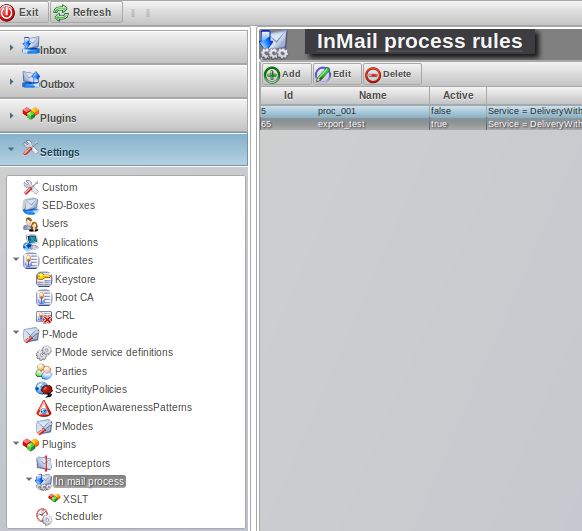 Exit
Refresh
Inbox
Outbox
Plugins
Settings
Custom
SED-Boxes
Users
Applications
Certificates
Keystore
Root CA
CRL
P-Mode
PMode service definitions
Parties
SecurityPolicies
ReceptionAwarenessPatterns
PModes
Plugins
Interceptors
In mail process
XSLT
Scheduler
InMail process rules
Add
Edit
Delete
Id Name Active
5 proc_001 false Service = DeliveryWith
65 export_test true Service = DeliveryWith